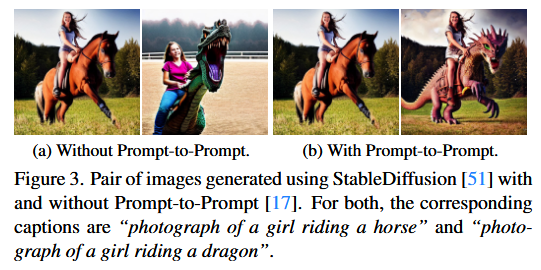 (a) Without Prompt-to-Prompt.
(b) With Prompt-to-Prompt.
Figure 3. Pair of images generated using StableDiffusion [51] with
and without Prompt-to-Prompt [17]. For both, the corresponding
captions are “photograph of a girl riding a horse” and “photo-
graph of a girl riding a dragon”.